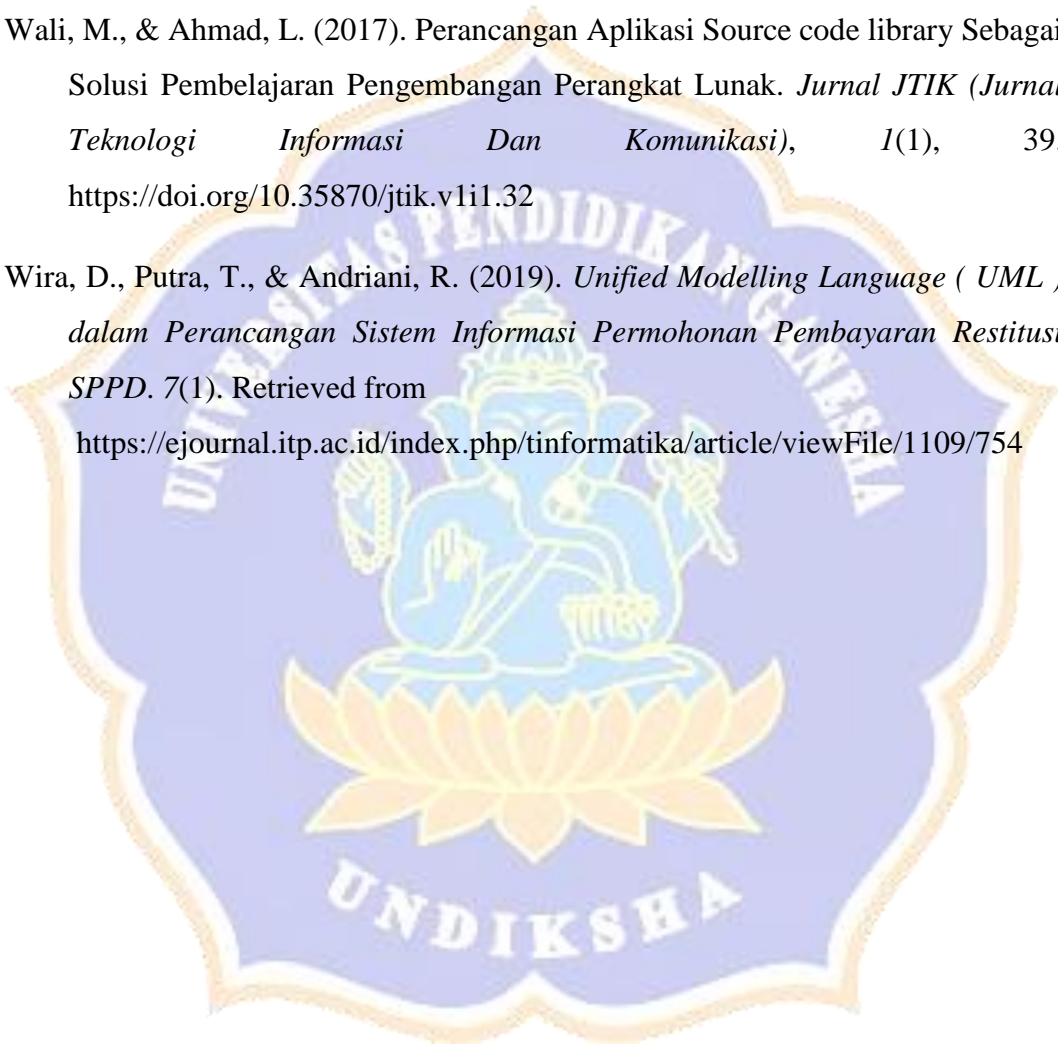 Wali, M., & Ahmad, L. (2017). Perancangan Aplikasi Source code library Sebagai
Solusi Pembelajaran Pengembangan Perangkat Lunak. Jurnal JTIK (Jurnal
Teknologi Informasi Dan Komunikasi), 1(1), 39.
https://doi.org/10.35870/jtik.v1i1.32
Wira, D., Putra, T., & Andriani, R. (2019). Unified Modelling Language ( UML )
dalam Perancangan Sistem Informasi Permohonan Pembayaran Restitusi
SPPD. 7(1). Retrieved from
https://ejournal.itp.ac.id/index.php/tinformatika/article/viewFile/1109/754
UNIVERSITAS PENDIDIKAN GANESHA
UNDIKSHA